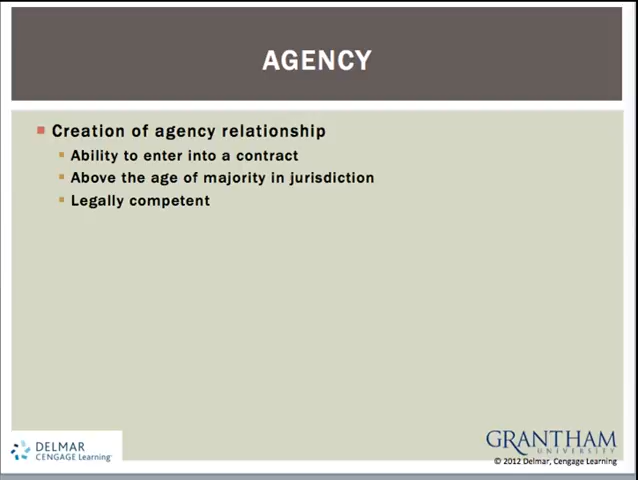 AGENCY
Creation of agency relationship
Ability to enter into a contract
Above the age of majority in jurisdiction
Legally competent
DELMAR
CENGAGE Learning
GRANTHAM
UNIVERSITY
© 2012 Delmar, Cengage Learning